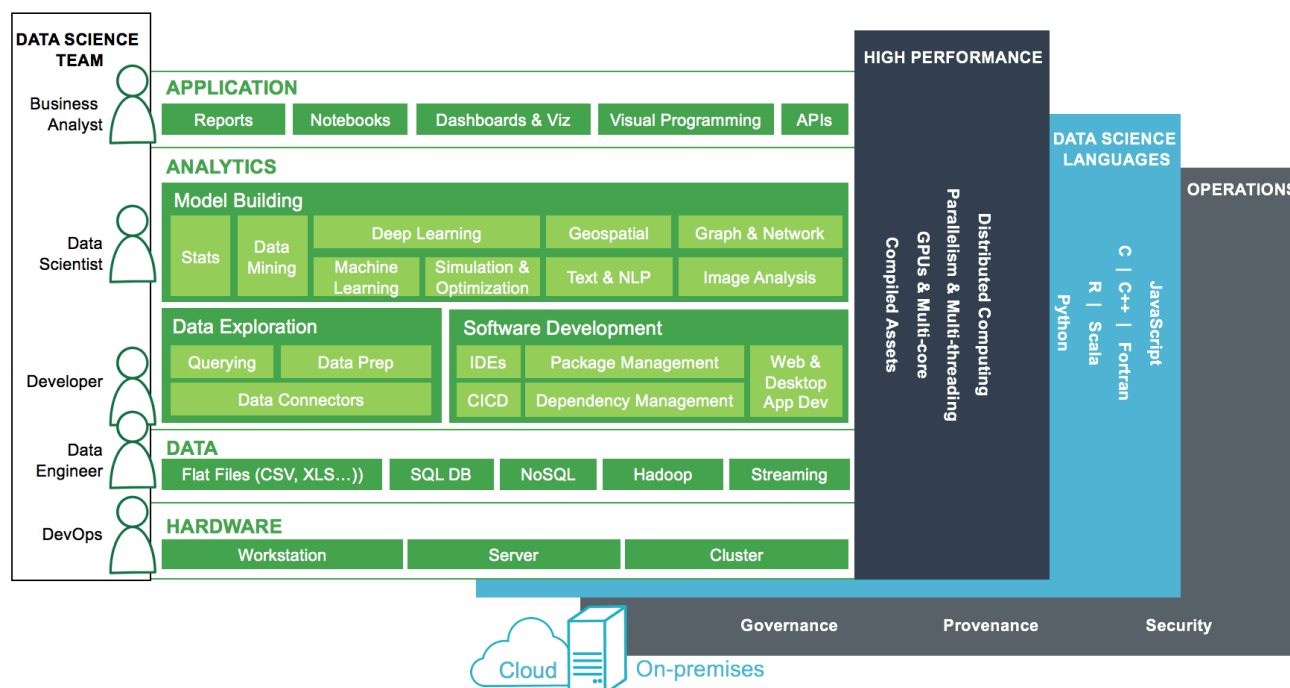 DATA SCIENCE
TEAM
Business
Analyst
Data
Scientist
Developer
Data
Engineer
DevOps
APPLICATION
Reports
Notebooks
Dashboards & Viz
Visual Programming
APIs
ANALYTICS
Model Building
Stats
Data
Mining
Deep Learning
Geospatial
Graph & Network
Machine
Learning
Simulation &
Optimization
Text & NLP
Image Analysis
Data Exploration
Querying
Data Prep
Data Connectors
Software Development
IDEs
Package Management
CICD
Dependency Management
Web &
Desktop
App Dev
DATA
Flat Files (CSV, XLS…))
SQL DB
NoSQL
Hadoop
Streaming
HARDWARE
Workstation
Server
Cluster
HIGH PERFORMANCE
Distributed Computing
Parallelism & Multi-threading
GPUs & Multi-core
Compiled Assets
DATA SCIENCE
LANGUAGES
JavaScript
C | C++ | Fortran
R | Scala
Python
OPERATIONS
Governance
Provenance
Security
Cloud
On-premises